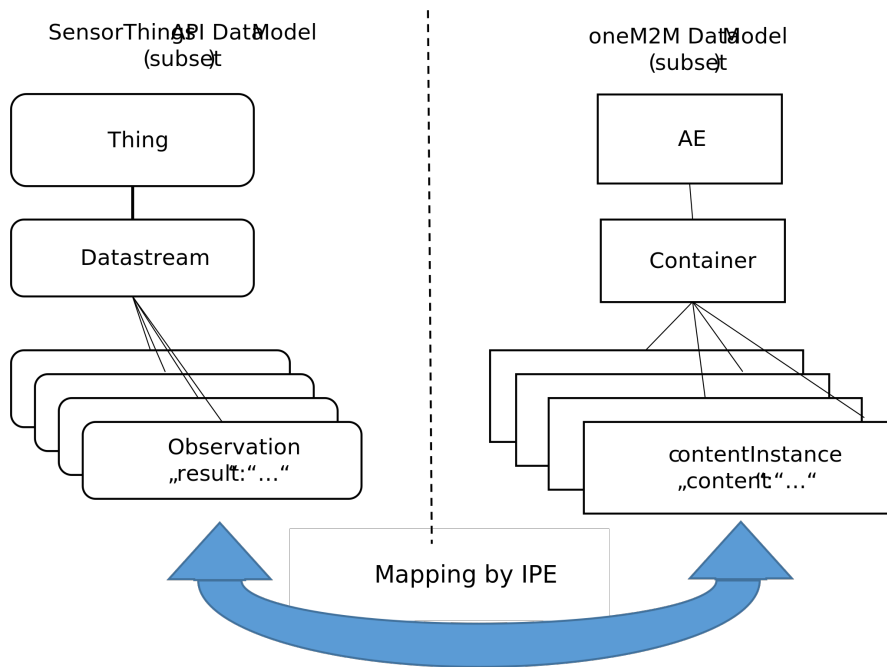 SensorThings API Data Model
(subset)
Thing
Datastream
Observation
„result“:“…“
oneM2M Data Model
(subset)
AE
Container
contentInstance
„content“:“…“
Mapping by IPE